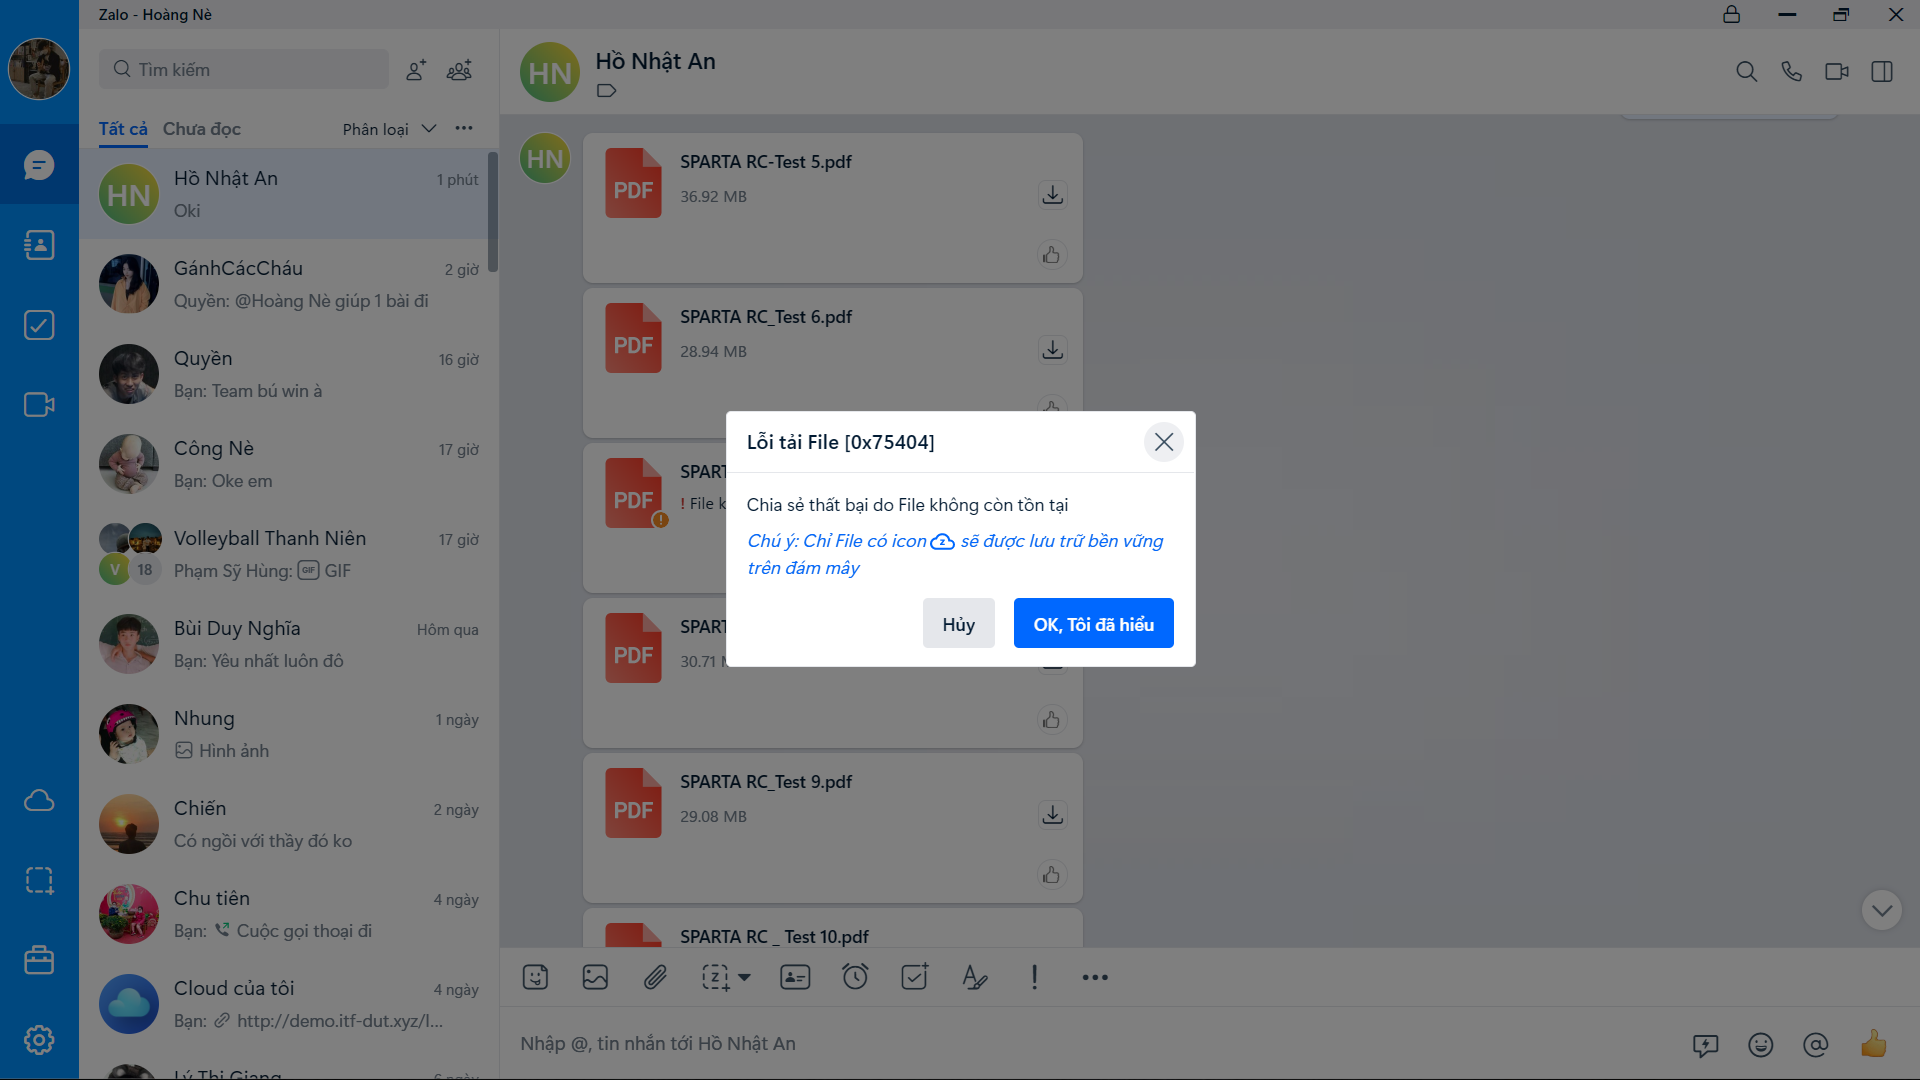 Zalo - Hoàng Nè
Tìm kiếm
Tất cả
Chưa đọc
Phân loại
HN
Hồ Nhật An
1 phút
Oki
GánhCácCháu
2 giờ
Quyền: @Hoàng Nè giúp 1 bài đi
Quyền
16 giờ
Bạn: Team bú win à
Công Nè
17 giờ
Bạn: Oke em
V
18
Volleyball Thanh Niên
17 giờ
Phạm Sỹ Hùng: GIF GIF
Bùi Duy Nghĩa
Hôm qua
Bạn: Yêu nhất luôn đô
Nhung
1 ngày
Hình ảnh
Chiến
2 ngày
Có ngồi với thầy đó ko
Chu tiên
4 ngày
Bạn: Cuộc gọi thoại đi
Cloud của tôi
4 ngày
Bạn: http://demo.itf-dut.xyz/l...
Lý Thị Giang
6 ngày
HN
Hồ Nhật An
HN
PDF
SPARTA RC-Test 5.pdf
36.92 MB
PDF
SPARTA RC_Test 6.pdf
28.94 MB
PDF
SPART
! File k
PDF
SPART
30.71
PDF
SPARTA RC_Test 9.pdf
29.08 MB
SPARTA RC _ Test 10.pdf
Lỗi tải File [0x75404]
Chia sẻ thất bại do File không còn tồn tại
Chú ý: Chỉ File có icon Z sẽ được lưu trữ bền vững
trên đám mây
Hủy
OK, Tôi đã hiểu
Nhập @, tin nhắn tới Hồ Nhật An